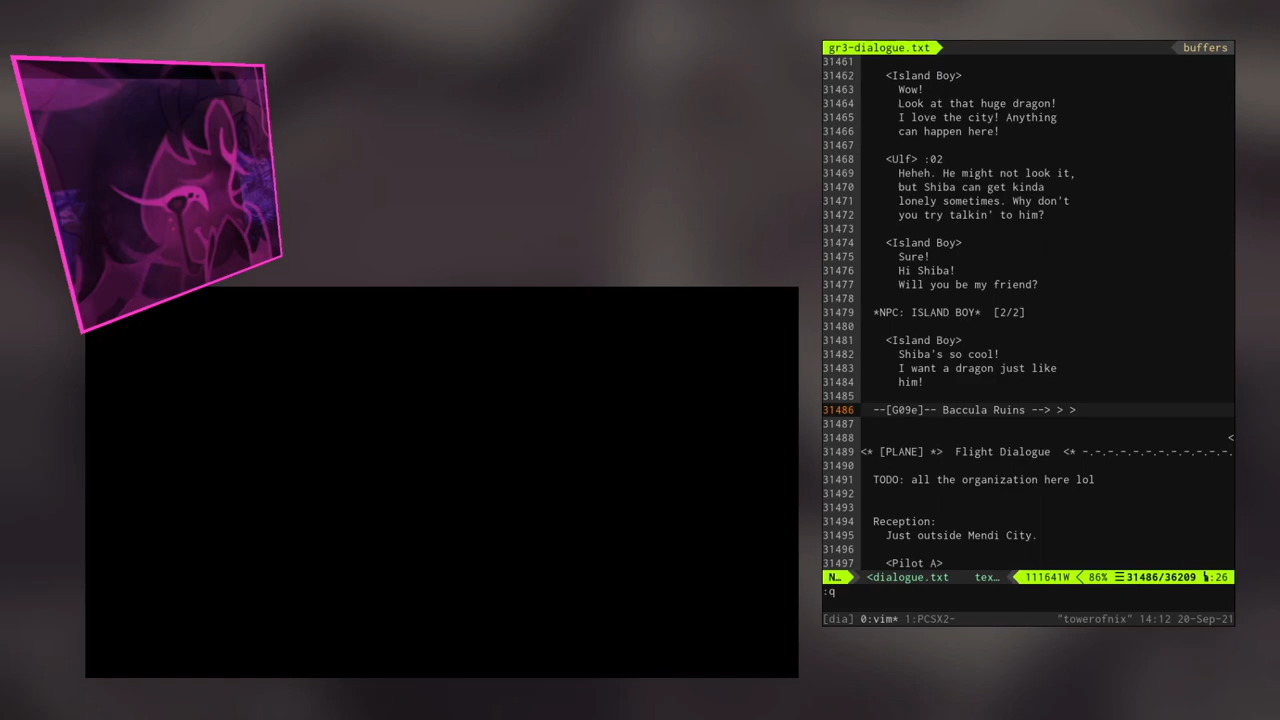 gr3-dialogue.txt buffers
31461
31462 <Island Boy>
31463 Wow!
31464 Look at that huge dragon!
31465 I love the city! Anything
31466 can happen here!
31467
31468 <Ulf> :02
31469 Heheh. He might not look it,
31470 but Shiba can get kinda
31471 lonely sometimes. Why don't
31472 you try talkin' to him?
31473
31474 <Island Boy>
31475 Sure!
31476 Hi Shiba!
31477 Will you be my friend?
31478
31479 *NPC: ISLAND BOY* [2/2]
31480
31481 <Island Boy>
31482 Shiba's so cool!
31483 I want a dragon just like
31484 him!
31485
31486 --[G09e]-- Baccula Ruins --> > >
31487
31488 <
31489 <* [PLANE] *> Flight Dialogue <* -.-.-.-.-.-.-.-.-.-.-.-.
31490
31491 TODO: all the organization here lol
31492
31493
31494 Reception:
31495 Just outside Mendi City.
31496
31497 <Pilot A>
N… <dialogue.txt tex… 111641W 86% ☰31486/36209 :26
:q
[dia] 0:vim* 1:PCSX2- "towerofnix" 14:12 20-Sep-21